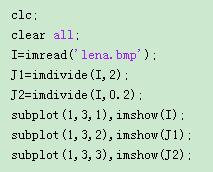 clc;
clear all;
I=imread('lena.bmp');
J1=imdivide(I,2);
J2=imdivide(I,0.2);
subplot(1,3,1),imshow(I);
subplot(1,3,2),imshow(J1);
subplot(1,3,3),imshow(J2);